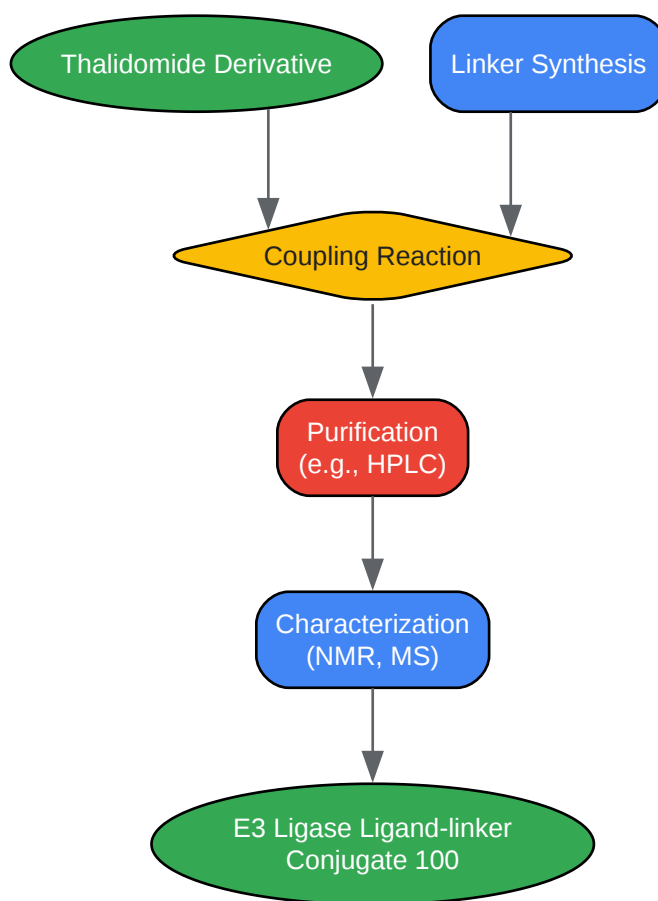 Thalidomide Derivative
Linker Synthesis
Coupling Reaction
Purification
(e.g., HPLC)
Characterization
(NMR, MS)
E3 Ligase Ligand-linker
Conjugate 100